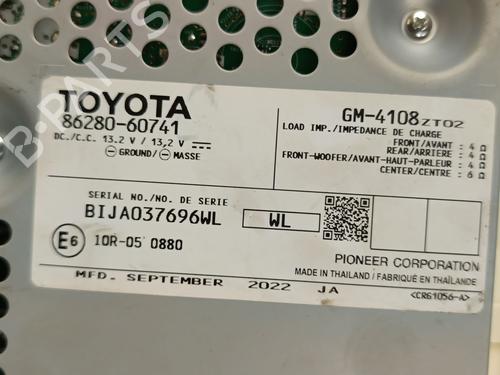 B-PARTS
TOYOTA
86280-60741
DC./C.C. 13.2 V / 13,2 V
GROUND/ MASSE
GM-4108ZT02
LOAD IMP./IMPEDANCE DE CHARGE
FRONT/AVANT : 4 Ω
REAR/ARRIERE : 4 Ω
FRONT-WOOFER/AVANT-HAUT-PARLEUR : 4 Ω
CENTER/CENTRE : 6 Ω
SERIAL NO./NO. DE SERIE
BIJA037696WL
WL
E6 10R-05 0880
PIONEER CORPORATION
MADE IN THAILAND / FABRIQUÉ EN THAÏLANDE
MFD. SEPTEMBER 2022 JA
<CRG1056-A>